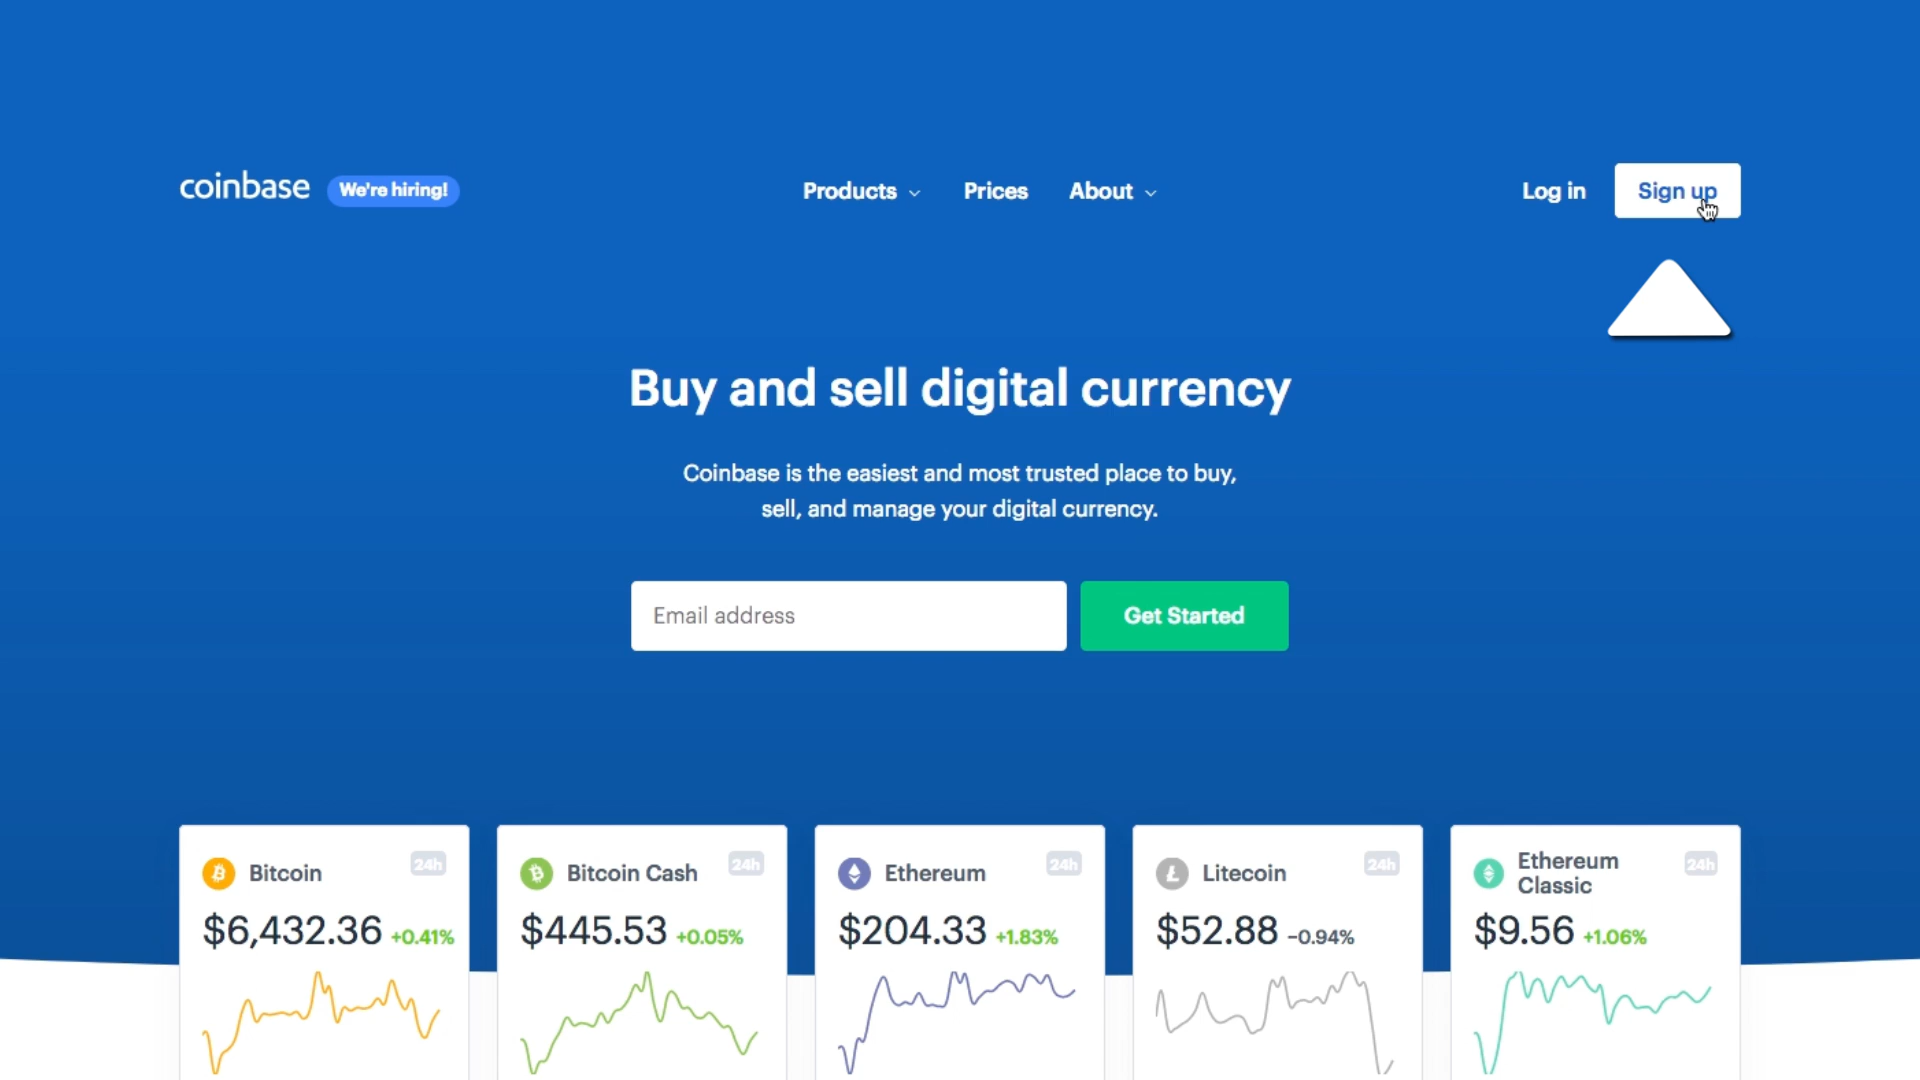 coinbase We're hiring! Products Prices About Log in Sign up
Buy and sell digital currency
Coinbase is the easiest and most trusted place to buy,
sell, and manage your digital currency.
Email address Get Started
Bitcoin 24h
$6,432.36 +0.41%
Bitcoin Cash 24h
$445.53 +0.05%
Ethereum 24h
$204.33 +1.83%
Litecoin 24h
$52.88 -0.94%
Ethereum 24h
Classic
$9.56 +1.06%